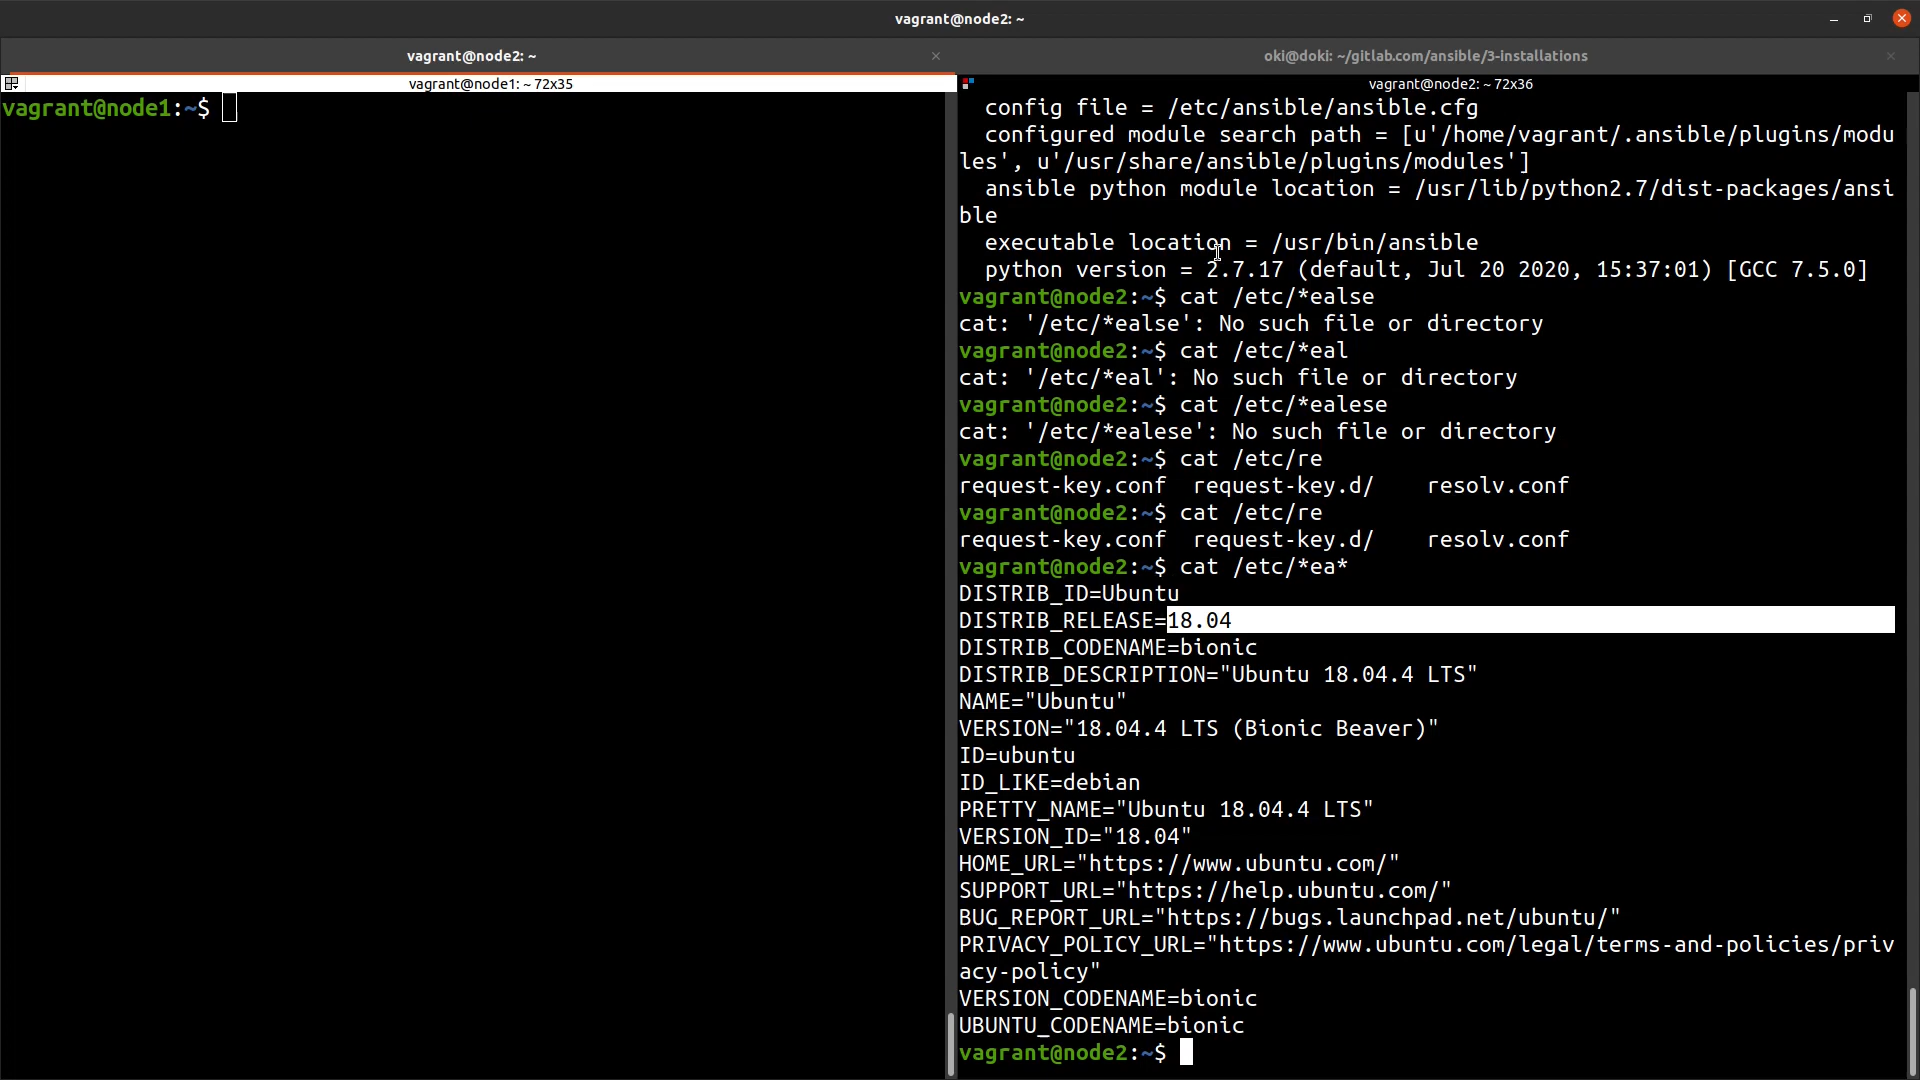 vagrant@node2: ~
vagrant@node2: ~
oki@doki: ~/gitlab.com/ansible/3-installations
vagrant@node1: ~ 72x35
vagrant@node1:~$
vagrant@node2: ~ 72x36
config file = /etc/ansible/ansible.cfg
configured module search path = [u'/home/vagrant/.ansible/plugins/modu
les', u'/usr/share/ansible/plugins/modules']
ansible python module location = /usr/lib/python2.7/dist-packages/ansi
ble
executable location = /usr/bin/ansible
python version = 2.7.17 (default, Jul 20 2020, 15:37:01) [GCC 7.5.0]
vagrant@node2:~$ cat /etc/*ealse
cat: '/etc/*ealse': No such file or directory
vagrant@node2:~$ cat /etc/*eal
cat: '/etc/*eal': No such file or directory
vagrant@node2:~$ cat /etc/*ealese
cat: '/etc/*ealese': No such file or directory
vagrant@node2:~$ cat /etc/re
request-key.conf  request-key.d/    resolv.conf
vagrant@node2:~$ cat /etc/re
request-key.conf  request-key.d/    resolv.conf
vagrant@node2:~$ cat /etc/*ea*
DISTRIB_ID=Ubuntu
DISTRIB_RELEASE=18.04
DISTRIB_CODENAME=bionic
DISTRIB_DESCRIPTION="Ubuntu 18.04.4 LTS"
NAME="Ubuntu"
VERSION="18.04.4 LTS (Bionic Beaver)"
ID=ubuntu
ID_LIKE=debian
PRETTY_NAME="Ubuntu 18.04.4 LTS"
VERSION_ID="18.04"
HOME_URL="https://www.ubuntu.com/"
SUPPORT_URL="https://help.ubuntu.com/"
BUG_REPORT_URL="https://bugs.launchpad.net/ubuntu/"
PRIVACY_POLICY_URL="https://www.ubuntu.com/legal/terms-and-policies/priv
acy-policy"
VERSION_CODENAME=bionic
UBUNTU_CODENAME=bionic
vagrant@node2:~$